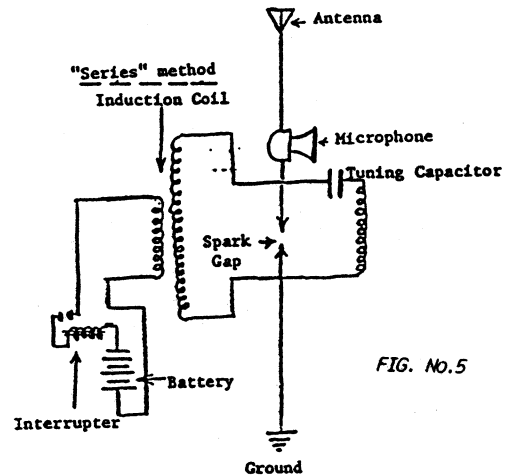 Antenna
"Series" method
Induction Coil
Microphone
Tuning Capacitor
Spark
Gap
FIG. NO.5
Battery
Interrupter
Ground